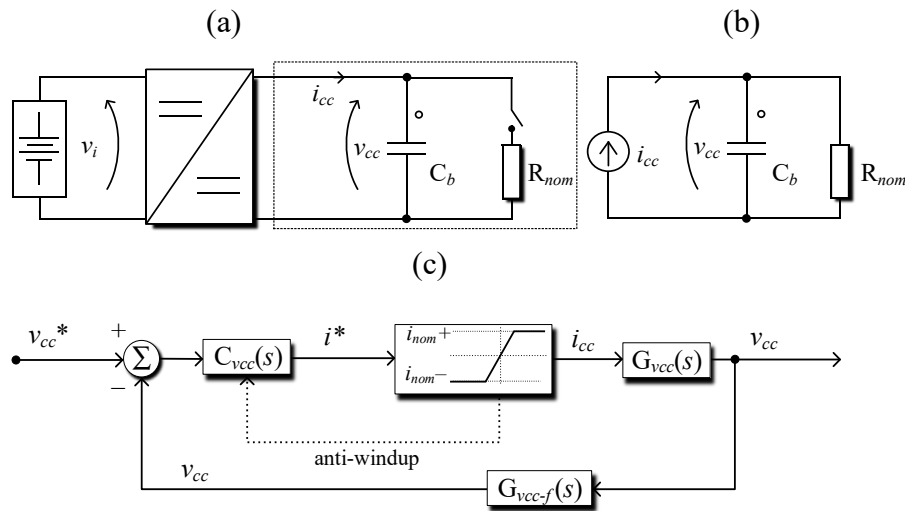 (a)
(b)
i_cc
v_i
v_cc
C_b
R_nom
i_cc
v_cc
C_b
R_nom
(c)
v_cc*
+
−
Σ
C_vcc(s)
i*
i_nom+
i_nom−
i_cc
G_vcc(s)
v_cc
anti-windup
v_cc
G_vcc-f(s)